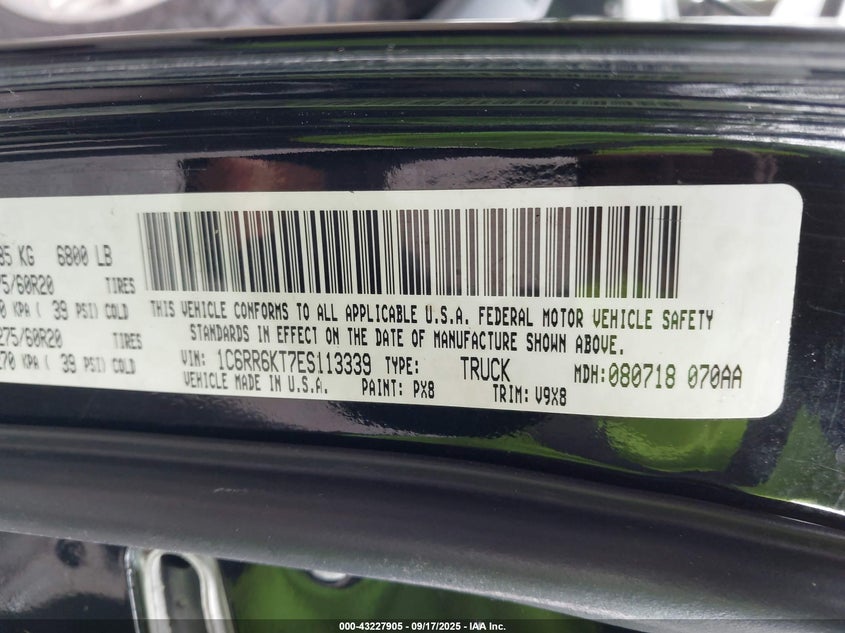 85 KG 6800 LB
75/60R20 TIRES
0 KPA ( 39 PSI) COLD
275/60R20 TIRES
270 KPA ( 39 PSI) COLD
THIS VEHICLE CONFORMS TO ALL APPLICABLE U.S.A. FEDERAL MOTOR VEHICLE SAFETY
STANDARDS IN EFFECT ON THE DATE OF MANUFACTURE SHOWN ABOVE.
VIN: 1C6RR6KT7ES113339 TYPE: TRUCK MDH:080718 070AA
VEHICLE MADE IN U.S.A. PAINT: PX8 TRIM: V9X8
000-43227905 - 09/17/2025 - IAA Inc.